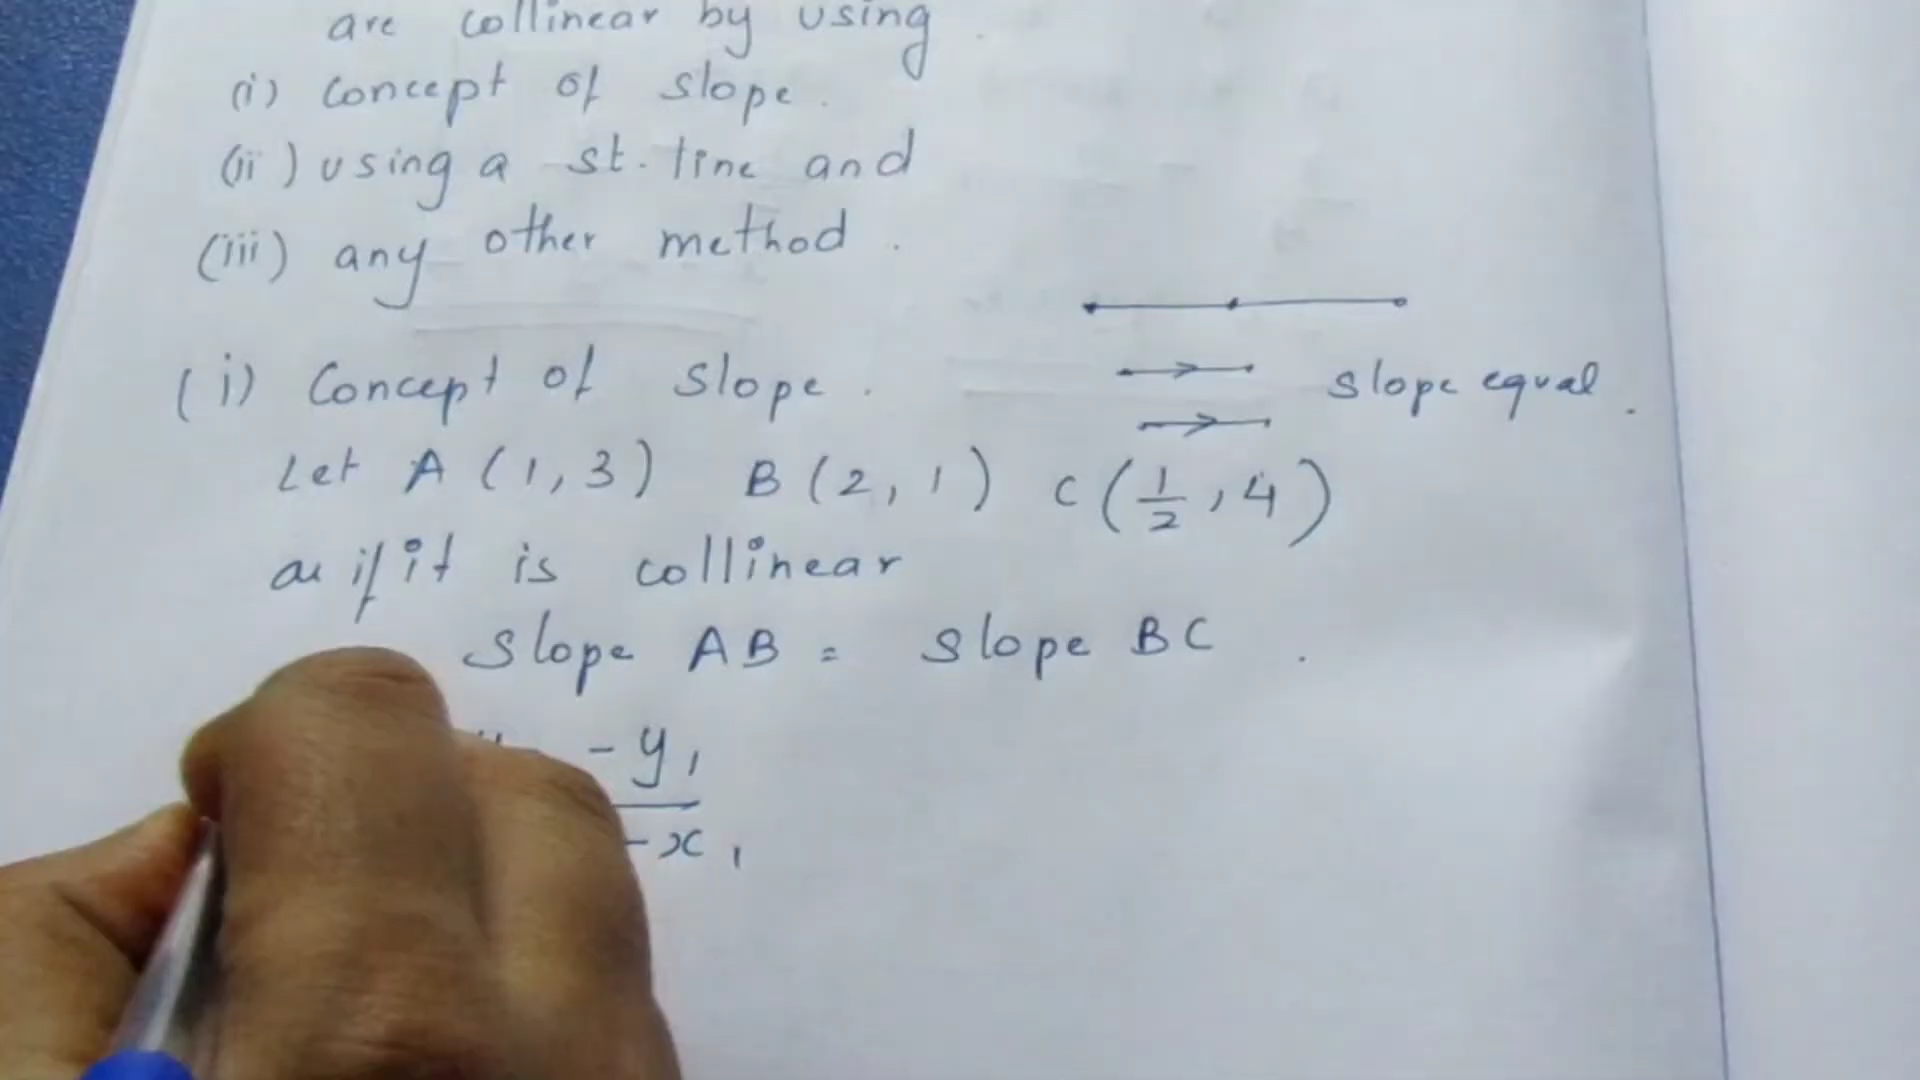 are collinear by using
(i) concept of slope.
(ii) using a st. line and
(iii) any other method.
(i) Concept of slope.
slope equal.
Let A (1,3) B (2,1) C (1/2, 4)
if it is collinear
slope AB = slope BC.
- y1
- x1